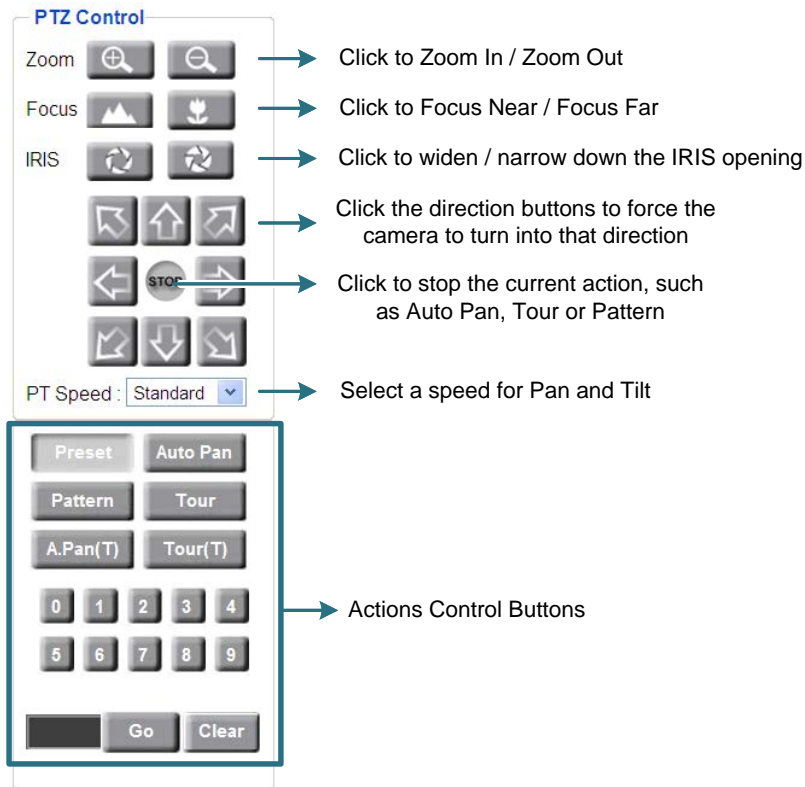 PTZ Control
Zoom
Click to Zoom In / Zoom Out
Focus
Click to Focus Near / Focus Far
IRIS
Click to widen / narrow down the IRIS opening
Click the direction buttons to force the
camera to turn into that direction
STOP
Click to stop the current action, such
as Auto Pan, Tour or Pattern
PT Speed : Standard
Select a speed for Pan and Tilt
Preset Auto Pan
Pattern Tour
A.Pan(T) Tour(T)
0 1 2 3 4
Actions Control Buttons
5 6 7 8 9
Go Clear